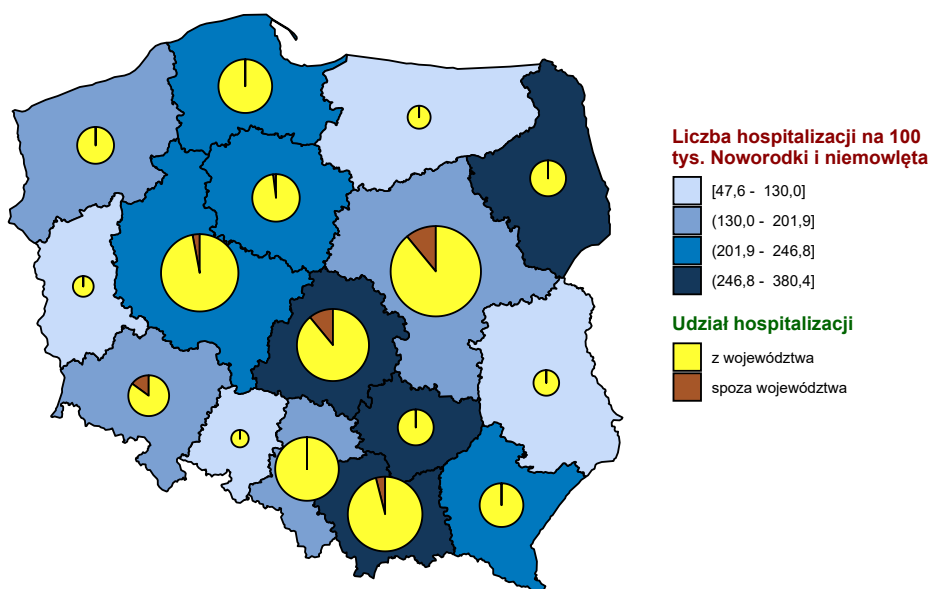 Liczba hospitalizacji na 100
tys. Noworodki i niemowlęta
[47,6 - 130,0]
(130,0 - 201,9]
(201,9 - 246,8]
(246,8 - 380,4]
Udział hospitalizacji
z województwa
spoza województwa